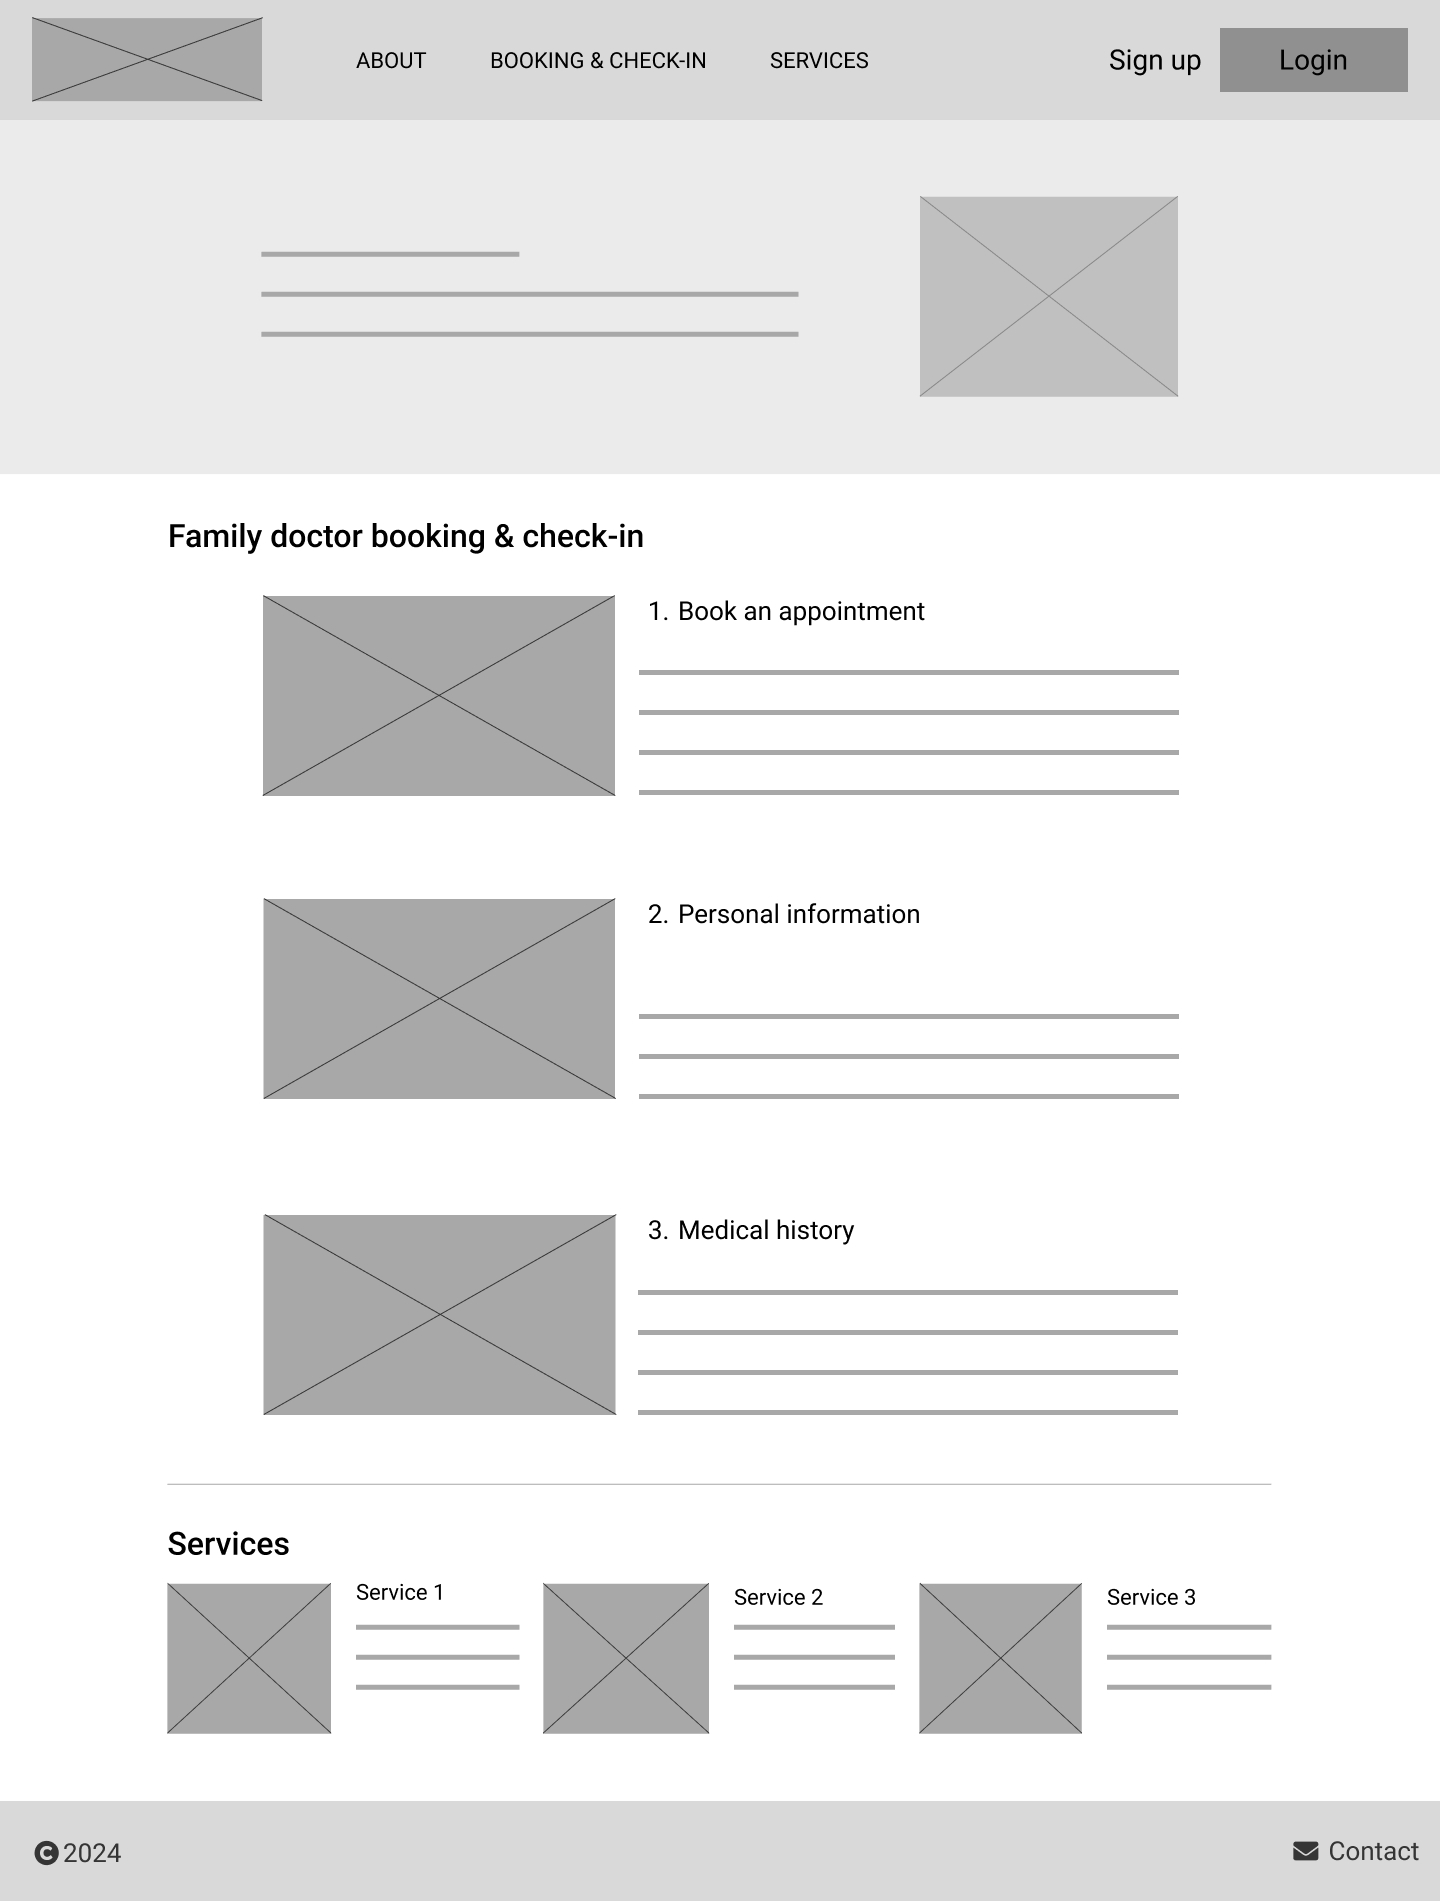 ABOUT BOOKING & CHECK-IN SERVICES Sign up Login
Family doctor booking & check-in
1. Book an appointment
2. Personal information
3. Medical history
Services
Service 1
Service 2
Service 3
© 2024
Contact